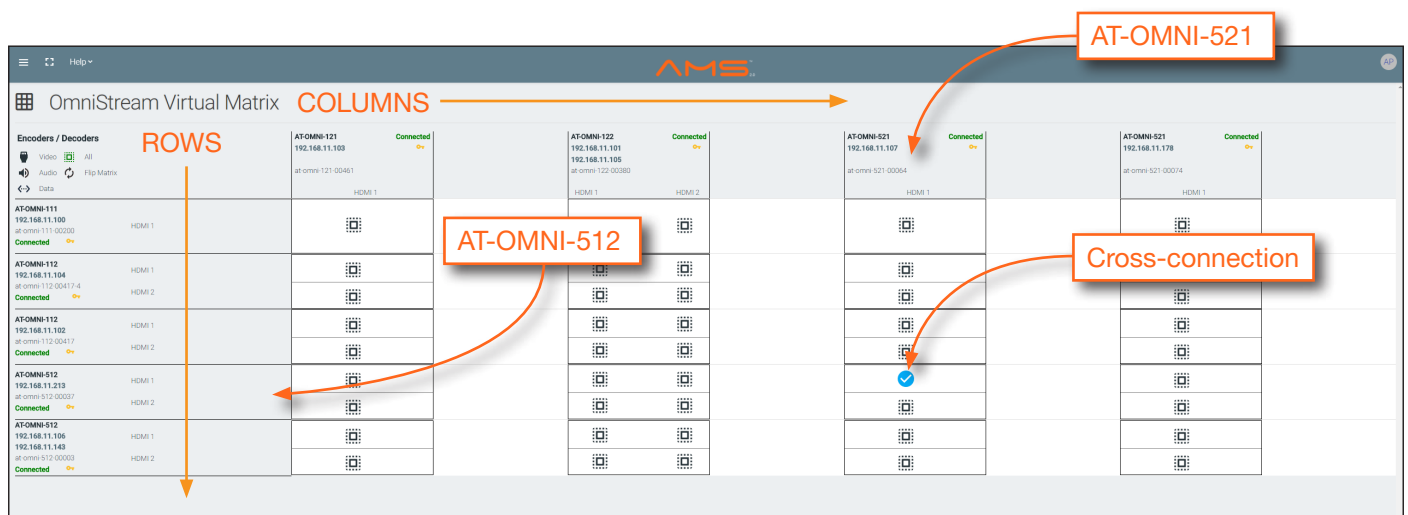 AT-OMNI-521
Help
AMS
AP
OmniStream Virtual Matrix
COLUMNS
Encoders / Decoders
ROWS
Video All
Audio Flip Matrix
Data
AT-OMNI-121 Connected
192.168.11.103
at-omni-121-00461
HDMI 1
AT-OMNI-122 Connected
192.168.11.101
192.168.11.105
at-omni-122-00380
HDMI 1 HDMI 2
AT-OMNI-521 Connected
192.168.11.107
at-omni-521-00064
HDMI 1
AT-OMNI-521 Connected
192.168.11.178
at-omni-521-00074
HDMI 1
AT-OMNI-111
192.168.11.100
at-omni-111-00200
Connected
HDMI 1
AT-OMNI-512
Cross-connection
AT-OMNI-112
192.168.11.104
at-omni-112-00417-4
Connected
HDMI 1
HDMI 2
AT-OMNI-112
192.168.11.102
at-omni-112-00417
Connected
HDMI 1
HDMI 2
AT-OMNI-512
192.168.11.213
at-omni-512-00037
Connected
HDMI 1
HDMI 2
AT-OMNI-512
192.168.11.106
192.168.11.143
at-omni-512-00003
Connected
HDMI 1
HDMI 2